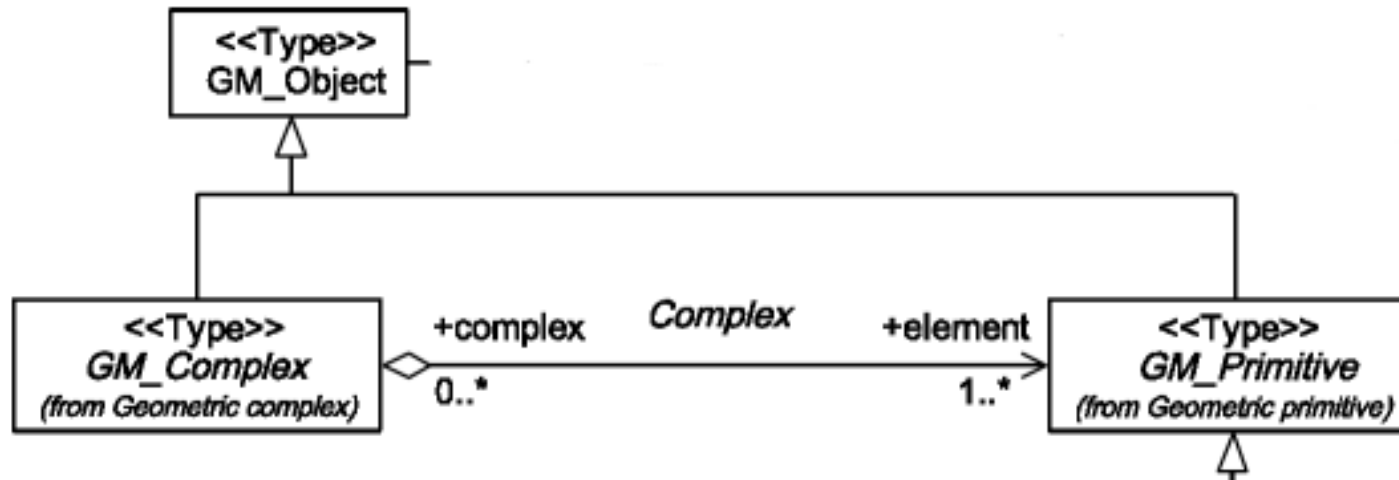 <<Type>>
GM_Object
<<Type>>
GM_Complex
(from Geometric complex)
+complex
0..*
Complex
+element
1..*
<<Type>>
GM_Primitive
(from Geometric primitive)